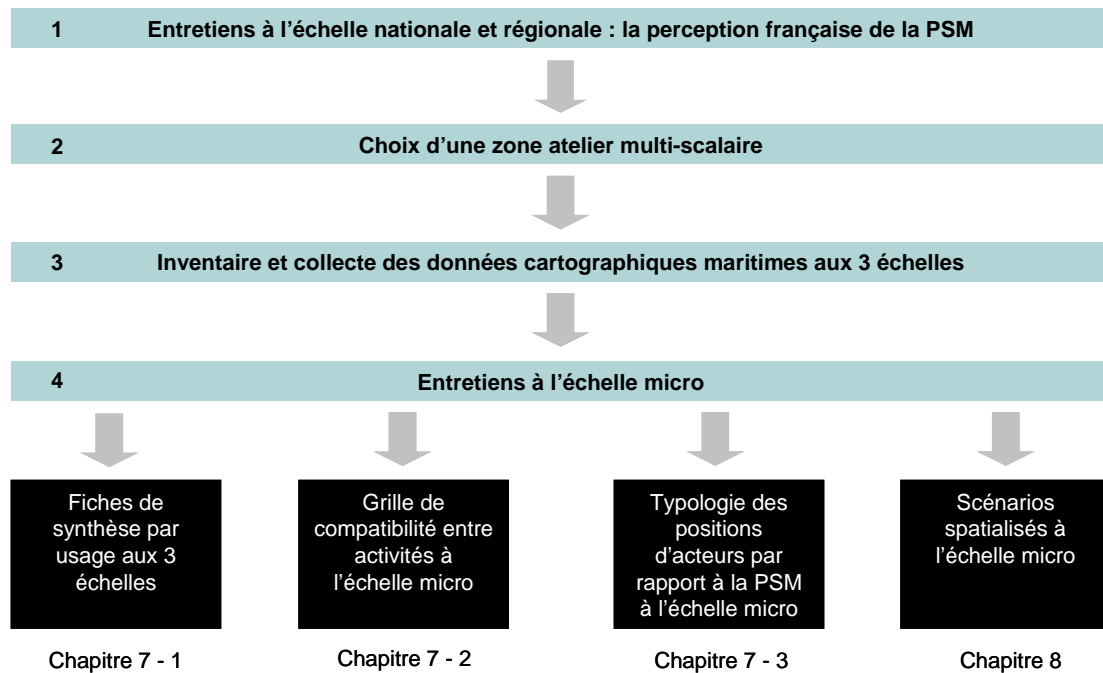 1 Entretiens à l’échelle nationale et régionale : la perception française de la PSM
2 Choix d’une zone atelier multi-scalaire
3 Inventaire et collecte des données cartographiques maritimes aux 3 échelles
4 Entretiens à l’échelle micro
Fiches de
synthèse par
usage aux 3
échelles
Grille de
compatibilité entre
activités à
l’échelle micro
Typologie des
positions
d’acteurs par
rapport à la PSM
à l’échelle micro
Scénarios
spatialisés à
l’échelle micro
Chapitre 7 - 1
Chapitre 7 - 2
Chapitre 7 - 3
Chapitre 8